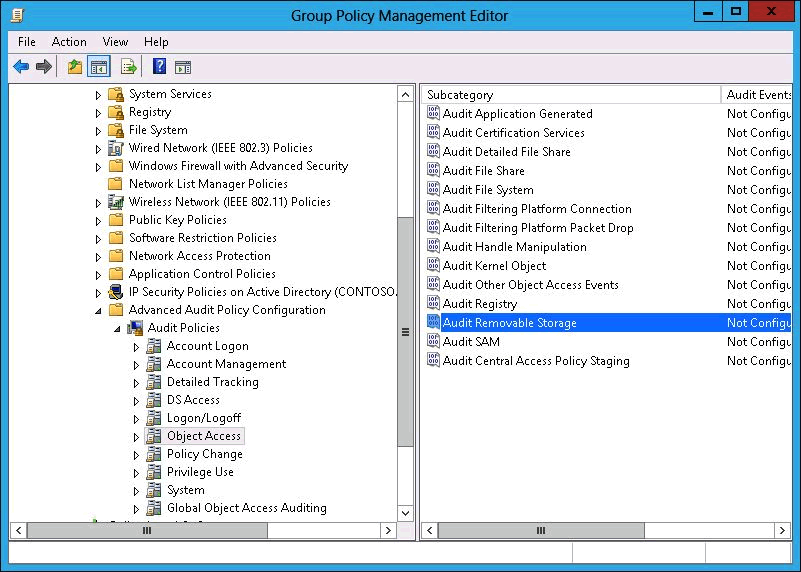 Group Policy Management Editor
File Action View Help
System Services
Registry
File System
Wired Network (IEEE 802.3) Policies
Windows Firewall with Advanced Security
Network List Manager Policies
Wireless Network (IEEE 802.11) Policies
Public Key Policies
Software Restriction Policies
Network Access Protection
Application Control Policies
IP Security Policies on Active Directory (CONTOSO.
Advanced Audit Policy Configuration
Audit Policies
Account Logon
Account Management
Detailed Tracking
DS Access
Logon/Logoff
Object Access
Policy Change
Privilege Use
System
Global Object Access Auditing
Subcategory Audit Events
Audit Application Generated Not Configu
Audit Certification Services Not Configu
Audit Detailed File Share Not Configu
Audit File Share Not Configu
Audit File System Not Configu
Audit Filtering Platform Connection Not Configu
Audit Filtering Platform Packet Drop Not Configu
Audit Handle Manipulation Not Configu
Audit Kernel Object Not Configu
Audit Other Object Access Events Not Configu
Audit Registry Not Configu
Audit Removable Storage Not Configu
Audit SAM Not Configu
Audit Central Access Policy Staging Not Configu